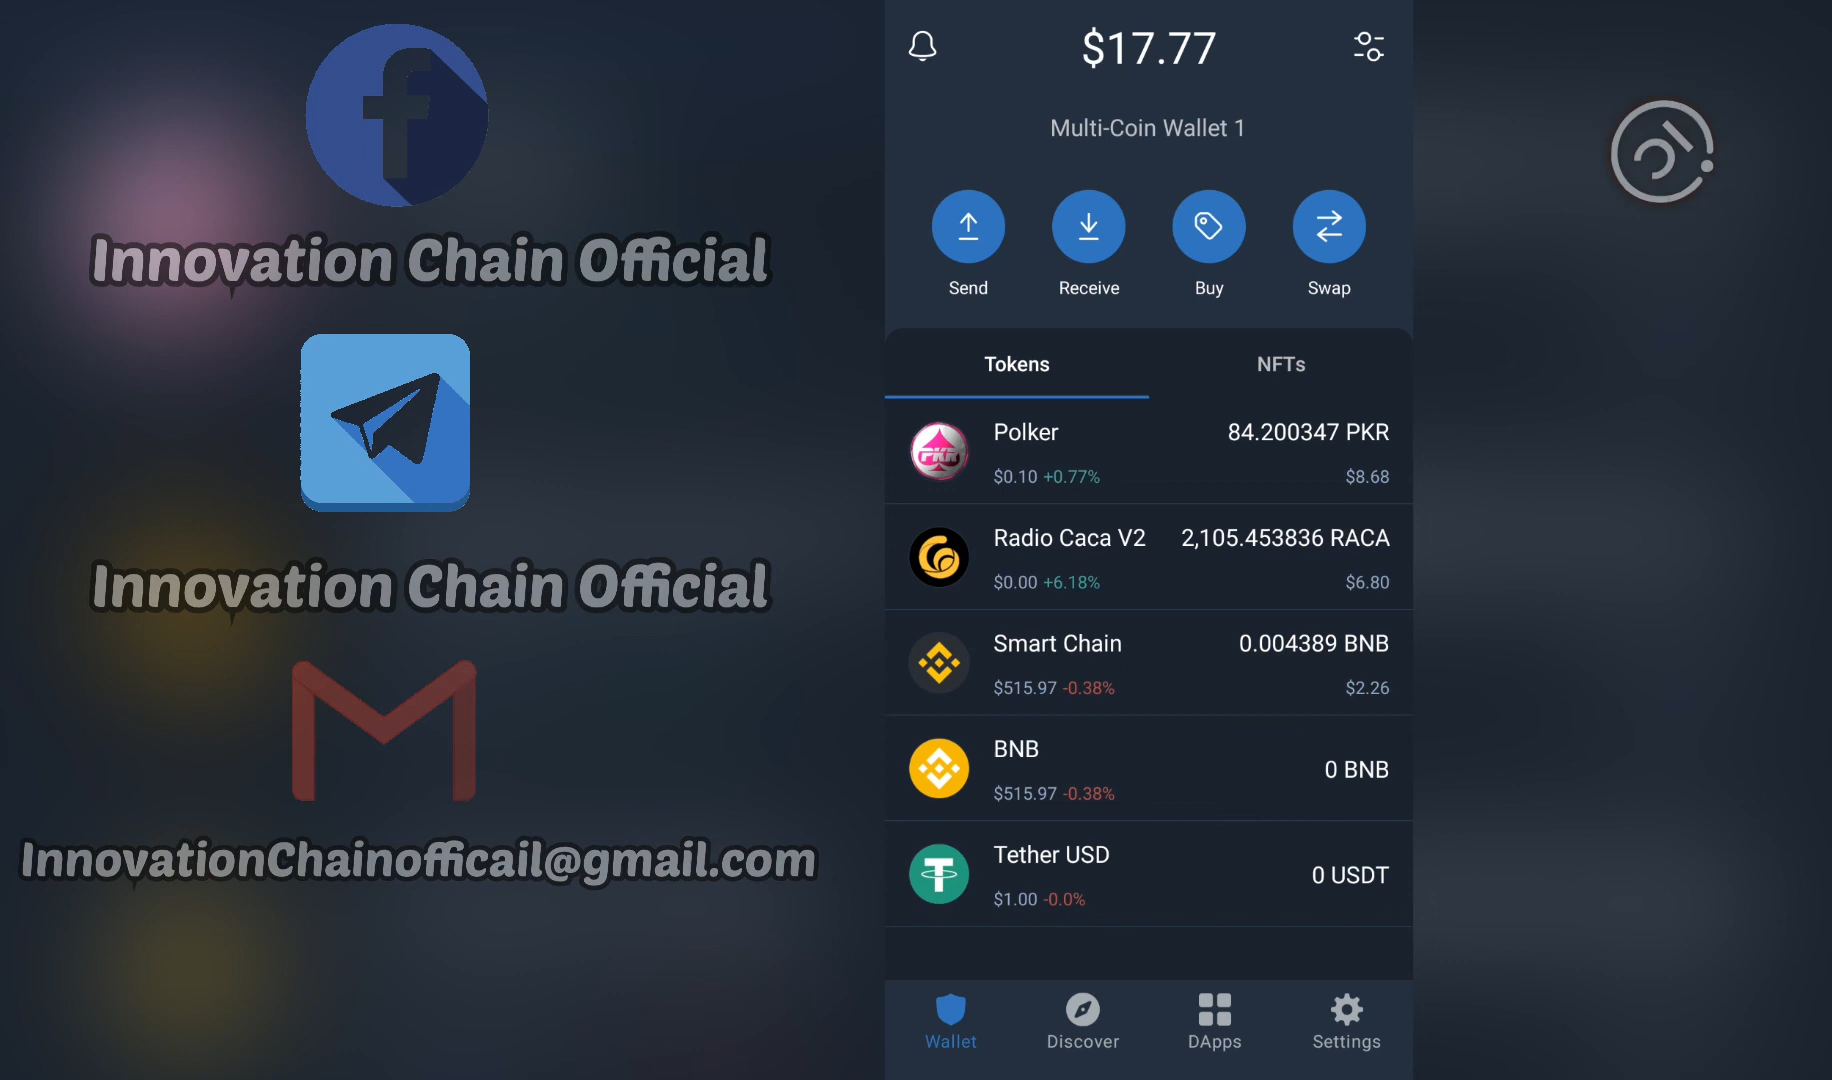 Innovation Chain Official
Innovation Chain Official
InnovationChainofficail@gmail.com
$17.77
Multi-Coin Wallet 1
Send Receive Buy Swap
Tokens NFTs
PKR
Polker 84.200347 PKR
$0.10 +0.77% $8.68
Radio Caca V2 2,105.453836 RACA
$0.00 +6.18% $6.80
Smart Chain 0.004389 BNB
$515.97 -0.38% $2.26
BNB 0 BNB
$515.97 -0.38%
Tether USD 0 USDT
$1.00 -0.0%
Wallet Discover DApps Settings